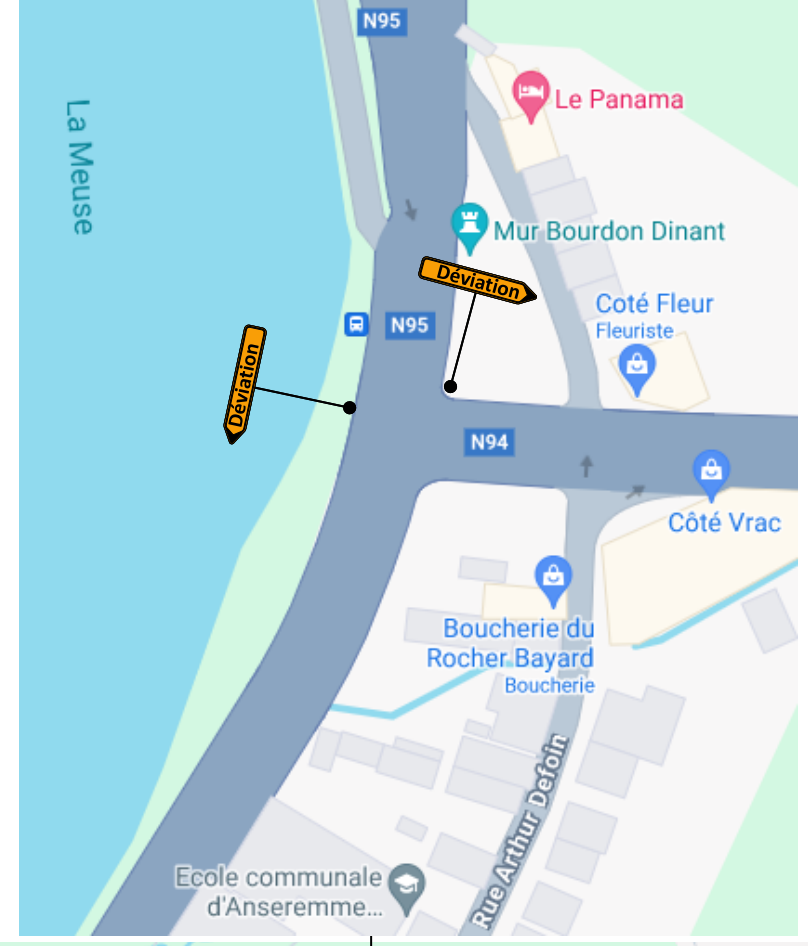 N95
Le Panama
La Meuse
Mur Bourdon Dinant
Déviation
Coté Fleur
Fleuriste
N95
Déviation
N94
Côté Vrac
Boucherie du
Rocher Bayard
Boucherie
Rue Arthur Defoin
Ecole communale
d'Anseremme...